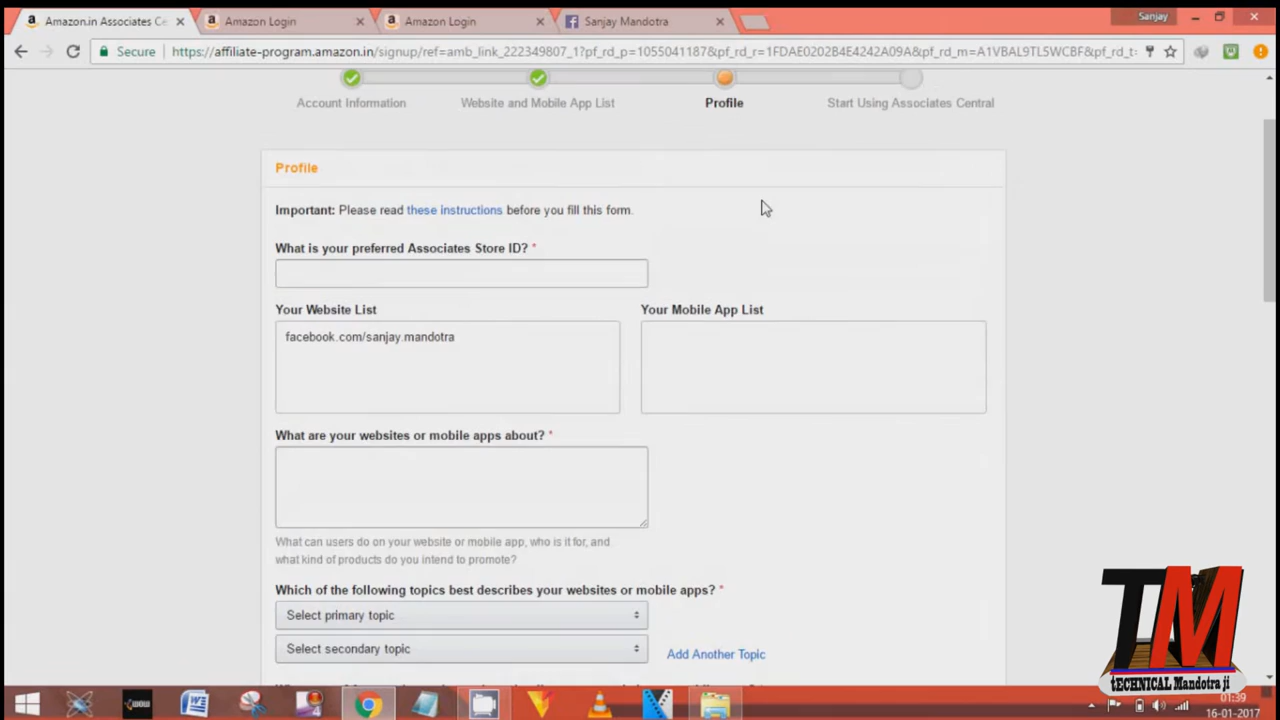 Amazon.in Associates Ce
Amazon Login
Amazon Login
Sanjay Mandotra
Sanjay
Secure
https://affiliate-program.amazon.in/signup/ref=amb_link_222349807_1?pf_rd_p=1055041187&pf_rd_r=1FDAE0202B4E4242A09A&pf_rd_m=A1VBAL9TL5WCBF&pf_rd_t=
Account Information
Website and Mobile App List
Profile
Start Using Associates Central
Profile
Important: Please read these instructions before you fill this form.
What is your preferred Associates Store ID? *
Your Website List
Your Mobile App List
facebook.com/sanjay.mandotra
What are your websites or mobile apps about? *
What can users do on your website or mobile app, who is it for, and
what kind of products do you intend to promote?
Which of the following topics best describes your websites or mobile apps? *
Select primary topic
Select secondary topic
Add Another Topic
TM
tECHNICAL Mandotra ji
01:39
16-01-2017